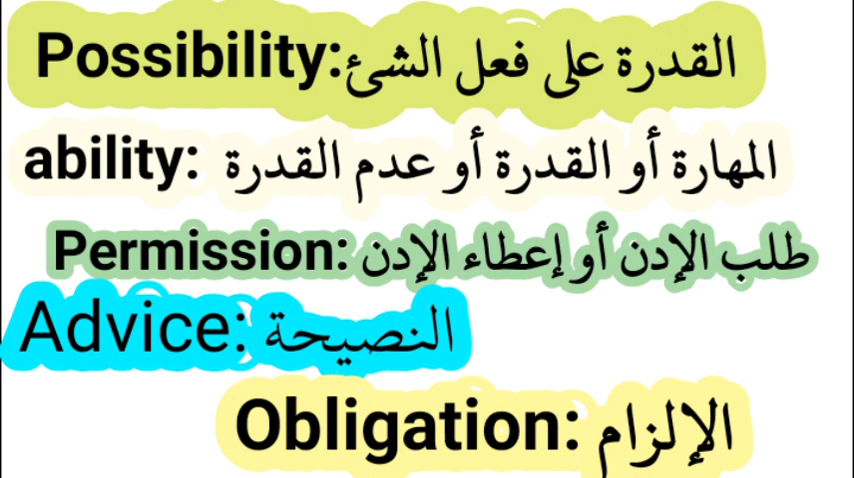 Possibility: القدرة على فعل الشئ
ability: المهارة أو القدرة أو عدم القدرة
Permission: طلب الإدن أو إعطاء الإدن
Advice: النصيحة
Obligation: الإلزام